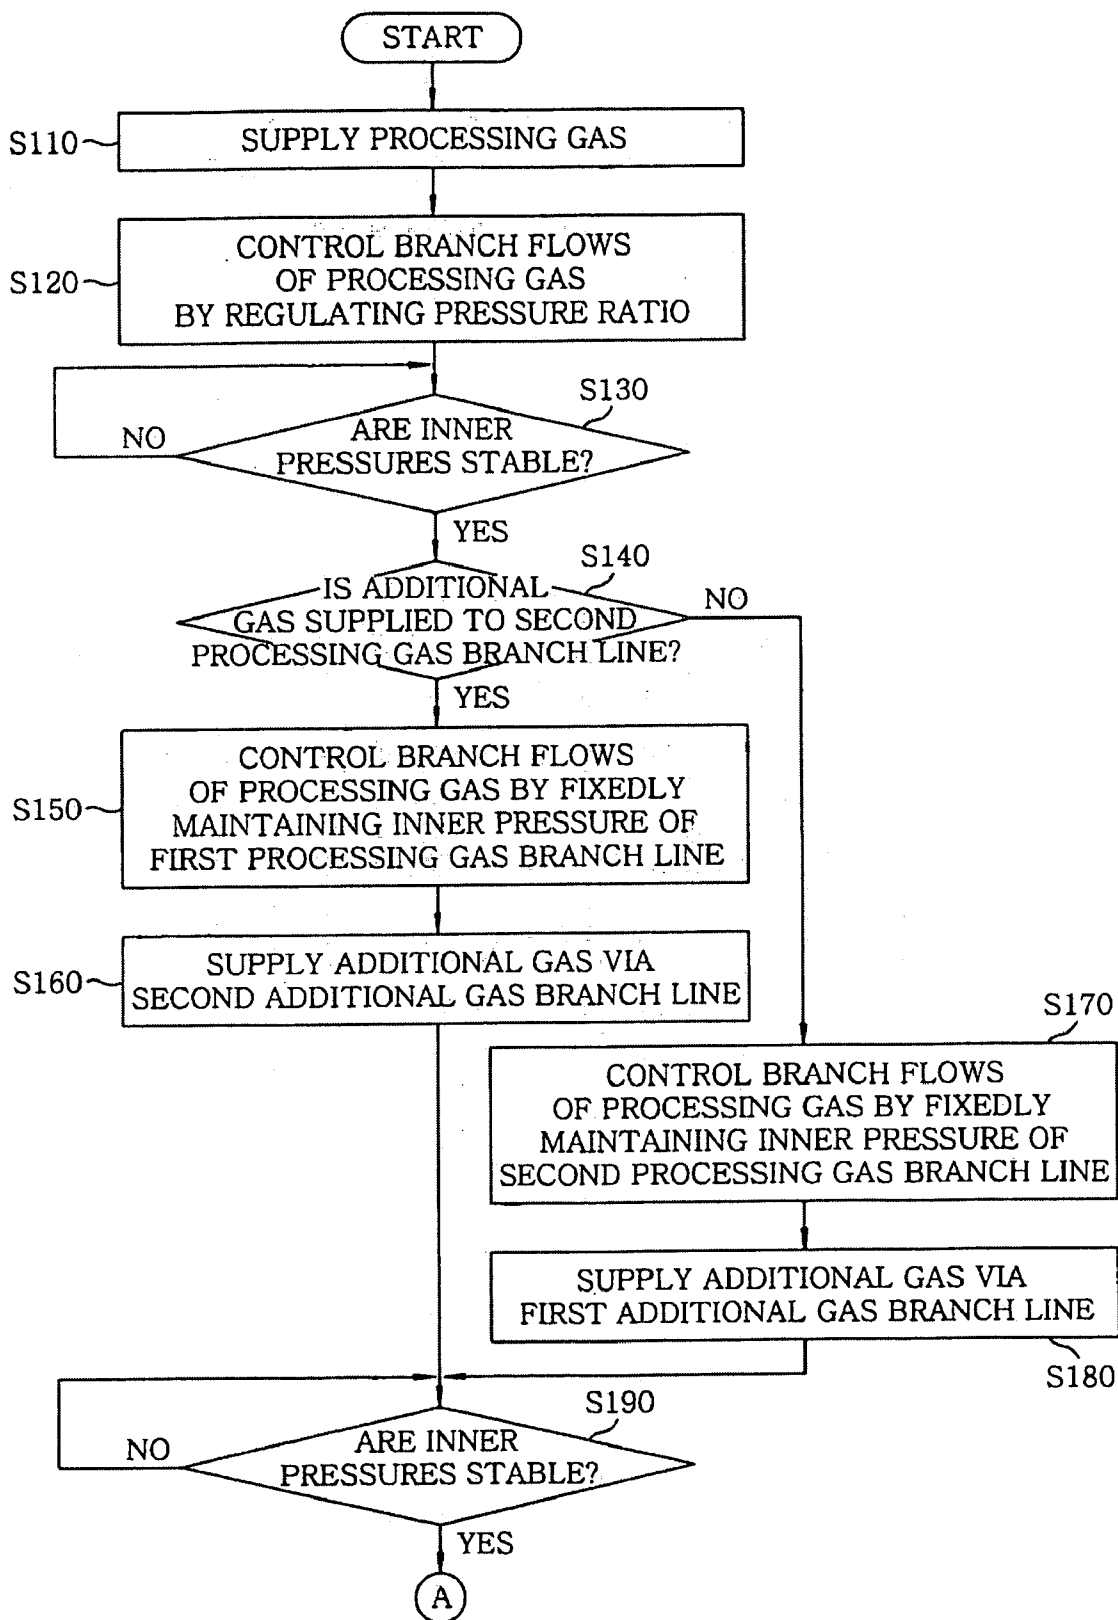 START
S110
SUPPLY PROCESSING GAS
S120
CONTROL BRANCH FLOWS
OF PROCESSING GAS
BY REGULATING PRESSURE RATIO
S130
NO
ARE INNER
PRESSURES STABLE?
YES
S140
IS ADDITIONAL
GAS SUPPLIED TO SECOND
PROCESSING GAS BRANCH LINE?
NO
YES
S150
CONTROL BRANCH FLOWS
OF PROCESSING GAS BY FIXEDLY
MAINTAINING INNER PRESSURE OF
FIRST PROCESSING GAS BRANCH LINE
S160
SUPPLY ADDITIONAL GAS VIA
SECOND ADDITIONAL GAS BRANCH LINE
S170
CONTROL BRANCH FLOWS
OF PROCESSING GAS BY FIXEDLY
MAINTAINING INNER PRESSURE OF
SECOND PROCESSING GAS BRANCH LINE
SUPPLY ADDITIONAL GAS VIA
FIRST ADDITIONAL GAS BRANCH LINE
S180
S190
NO
ARE INNER
PRESSURES STABLE?
YES
A